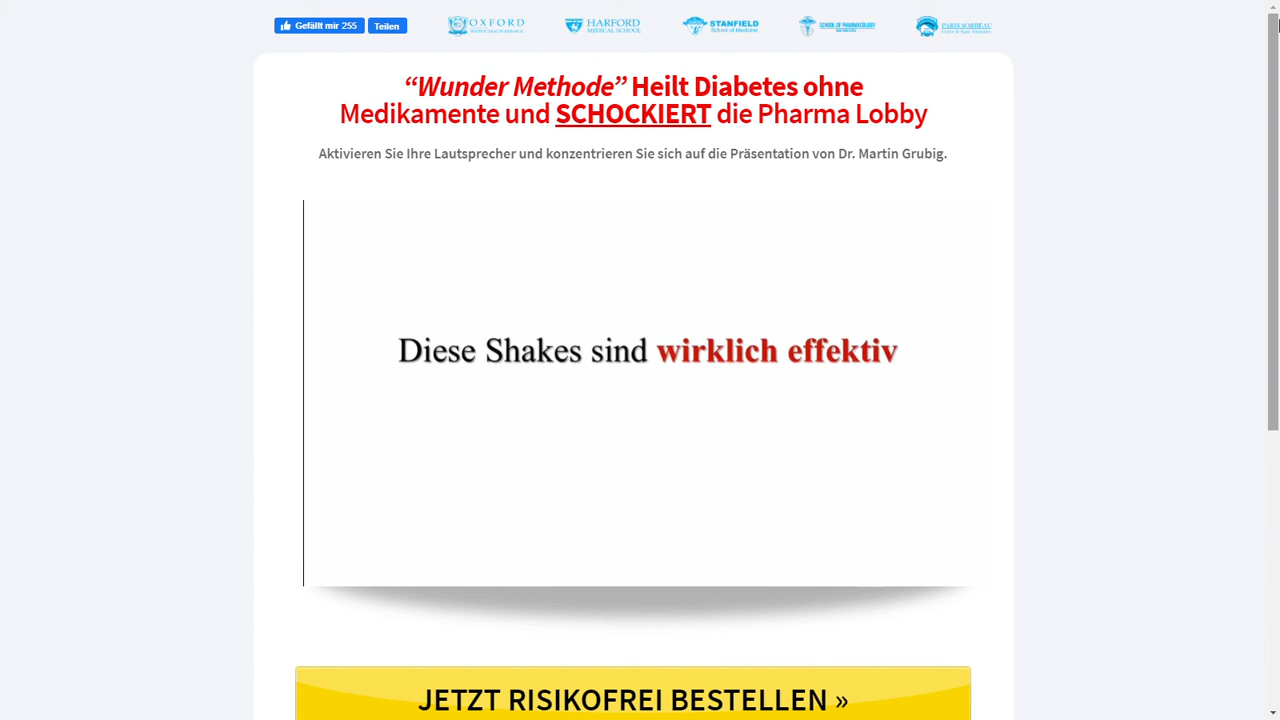 Gefällt mir 255
Teilen
OXFORD
HARFORD
MEDICAL SCHOOL
STANFIELD
School of Medicine
SCHOOL OF PHARMACOLOGY
PARIS SORBEAU
“Wunder Methode” Heilt Diabetes ohne
Medikamente und SCHOCKIERT die Pharma Lobby
Aktivieren Sie Ihre Lautsprecher und konzentrieren Sie sich auf die Präsentation von Dr. Martin Grubig.
Diese Shakes sind wirklich effektiv
JETZT RISIKOFREI BESTELLEN »